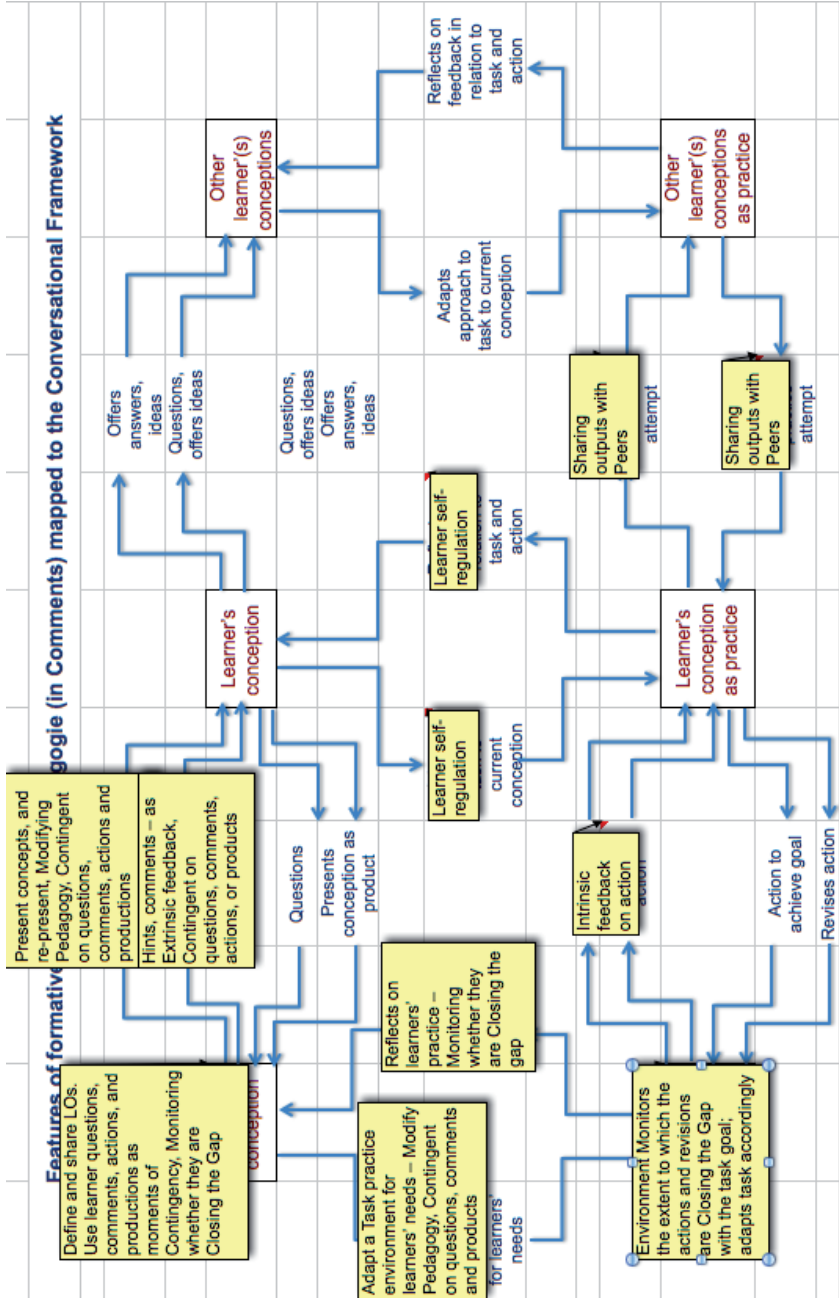 Features of formative
gogie (in Comments) mapped to the Conversational Framework
Present concepts, and
re-present, Modifying
Pedagogy, Contingent
on questions,
comments, actions and
productions
Hints, comments – as
Extrinsic feedback,
Contingent on
questions, comments,
actions, or products
Define and share LOs.
Use learner questions,
comments, actions, and
productions as
moments of
Contingency, Monitoring
whether they are
Closing the Gap
conception
Questions
Presents
conception as
product
Learner's
conception
Offers
answers,
ideas
Questions,
offers ideas
Questions,
offers ideas
Offers
answers,
ideas
Other
learner'(s)
conceptions
Adapt a Task practice
environment for
learners' needs – Modify
Pedagogy, Contingent
on questions, comments
and products
for learners'
needs
Reflects on
learners'
practice –
Monitoring
whether they
are Closing the
gap
Learner self-
regulation
current
conception
Learner self-
regulation
task and
action
Adapts
approach to
task to current
conception
Reflects on
feedback in
relation to
task and
action
Environment Monitors
the extent to which the
actions and revisions
are Closing the Gap
with the task goal;
adapts task accordingly
Intrinsic
feedback
on action
action
Action to
achieve goal
Revises action
Learner's
conception
as practice
Sharing
outputs with
Peers
attempt
Sharing
outputs with
Peers
attempt
Other
learner'(s)
conceptions
as practice